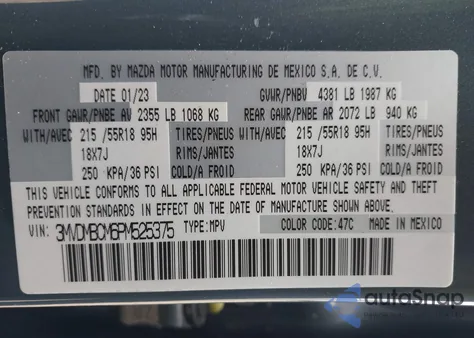 MFD. BY MAZDA MOTOR MANUFACTURING DE MEXICO S.A. DE C.V.
DATE 01/23 GVWR/PNBV 4381 LB 1987 KG
FRONT GAWR/PNBE AV 2355 LB 1068 KG REAR GAWR/PNBE AR 2072 LB 940 KG
WITH/AVEC 215 /55R18 95H TIRES/PNEUS WITH/AVEC 215 /55R18 95H TIRES/PNEUS
18X7J RIMS/JANTES 18X7J RIMS/JANTES
250 KPA/36 PSI COLD/A FROID 250 KPA/36 PSI COLD/A FROID
THIS VEHICLE CONFORMS TO ALL APPLICABLE FEDERAL MOTOR VEHICLE SAFETY AND THEFT
PREVENTION STANDARDS IN EFFECT ON THE DATE OF MANUFACTURE SHOWN ABOVE.
VIN: 3MVDMBCM6PM525375 TYPE:MPV COLOR CODE:47C MADE IN MEXICO
autoSnap